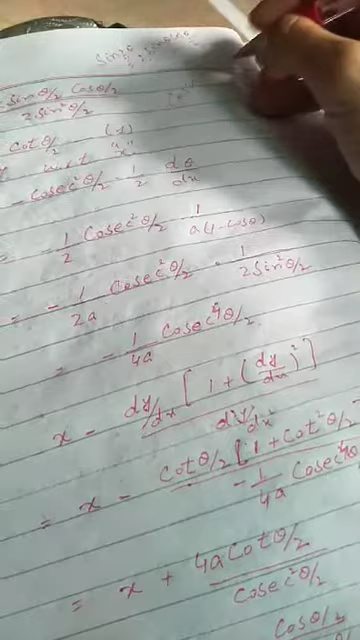 Sinθ/2 Cosθ/2 / 2Sin²θ/2
Cotθ/2 (1)
w.r.t "x"
- Cosec²θ/2 · 1/2 dθ/dx
= 1/2 Cosec²θ/2 · 1/a(1-Cosθ)
= - 1/2a Cosec²θ/2 · 1/2Sin²θ/2
= - 1/4a Cosec⁴θ/2
x - dy/dx [1 + (dy/dx)²] / d²y/dx²
= x - Cotθ/2 [1 + Cot²θ/2] / - 1/4a Cosec⁴θ
= x + 4a Cotθ/2 / Cosec²θ/2
Cosθ/2